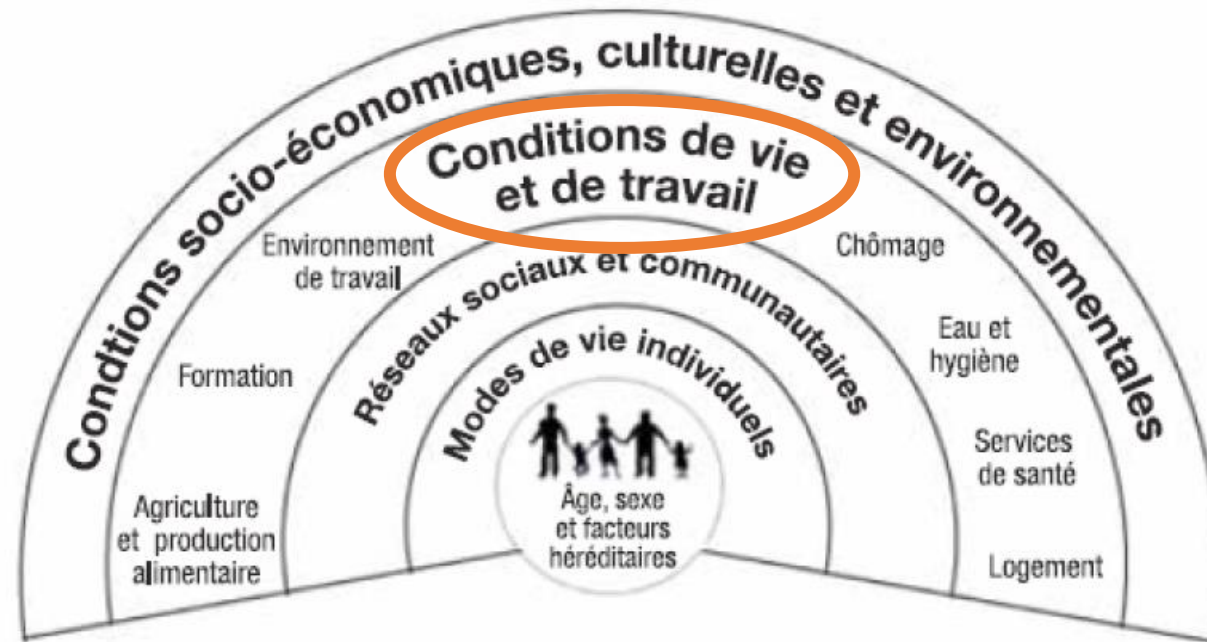 Condtions socio-économiques, culturelles et environnementales
Conditions de vie
et de travail
Environnement
de travail
Chômage
Réseaux sociaux et communautaires
Formation
Eau et
hygiène
Modes de vie individuels
Agriculture
et production
alimentaire
Services
de santé
Âge, sexe
et facteurs
héréditaires
Logement